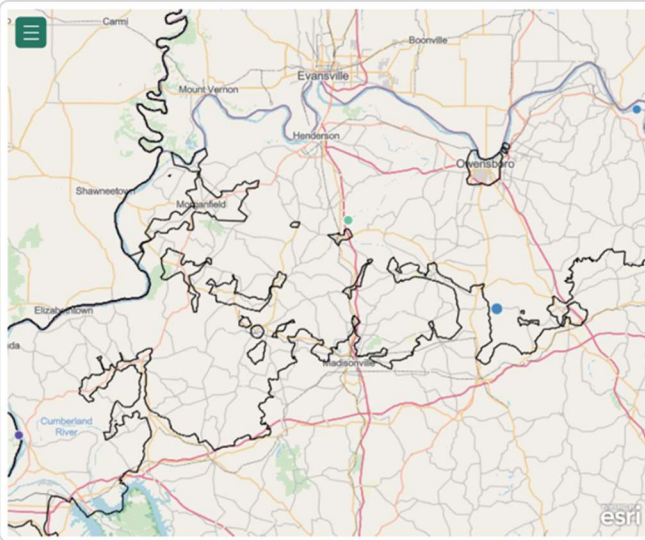 Carmi
Boonville
Evansville
Mount Vernon
Henderson
Owensboro
Shawneetown
Morganfield
Elizabethtown
Madisonville
Cumberland
River
esri